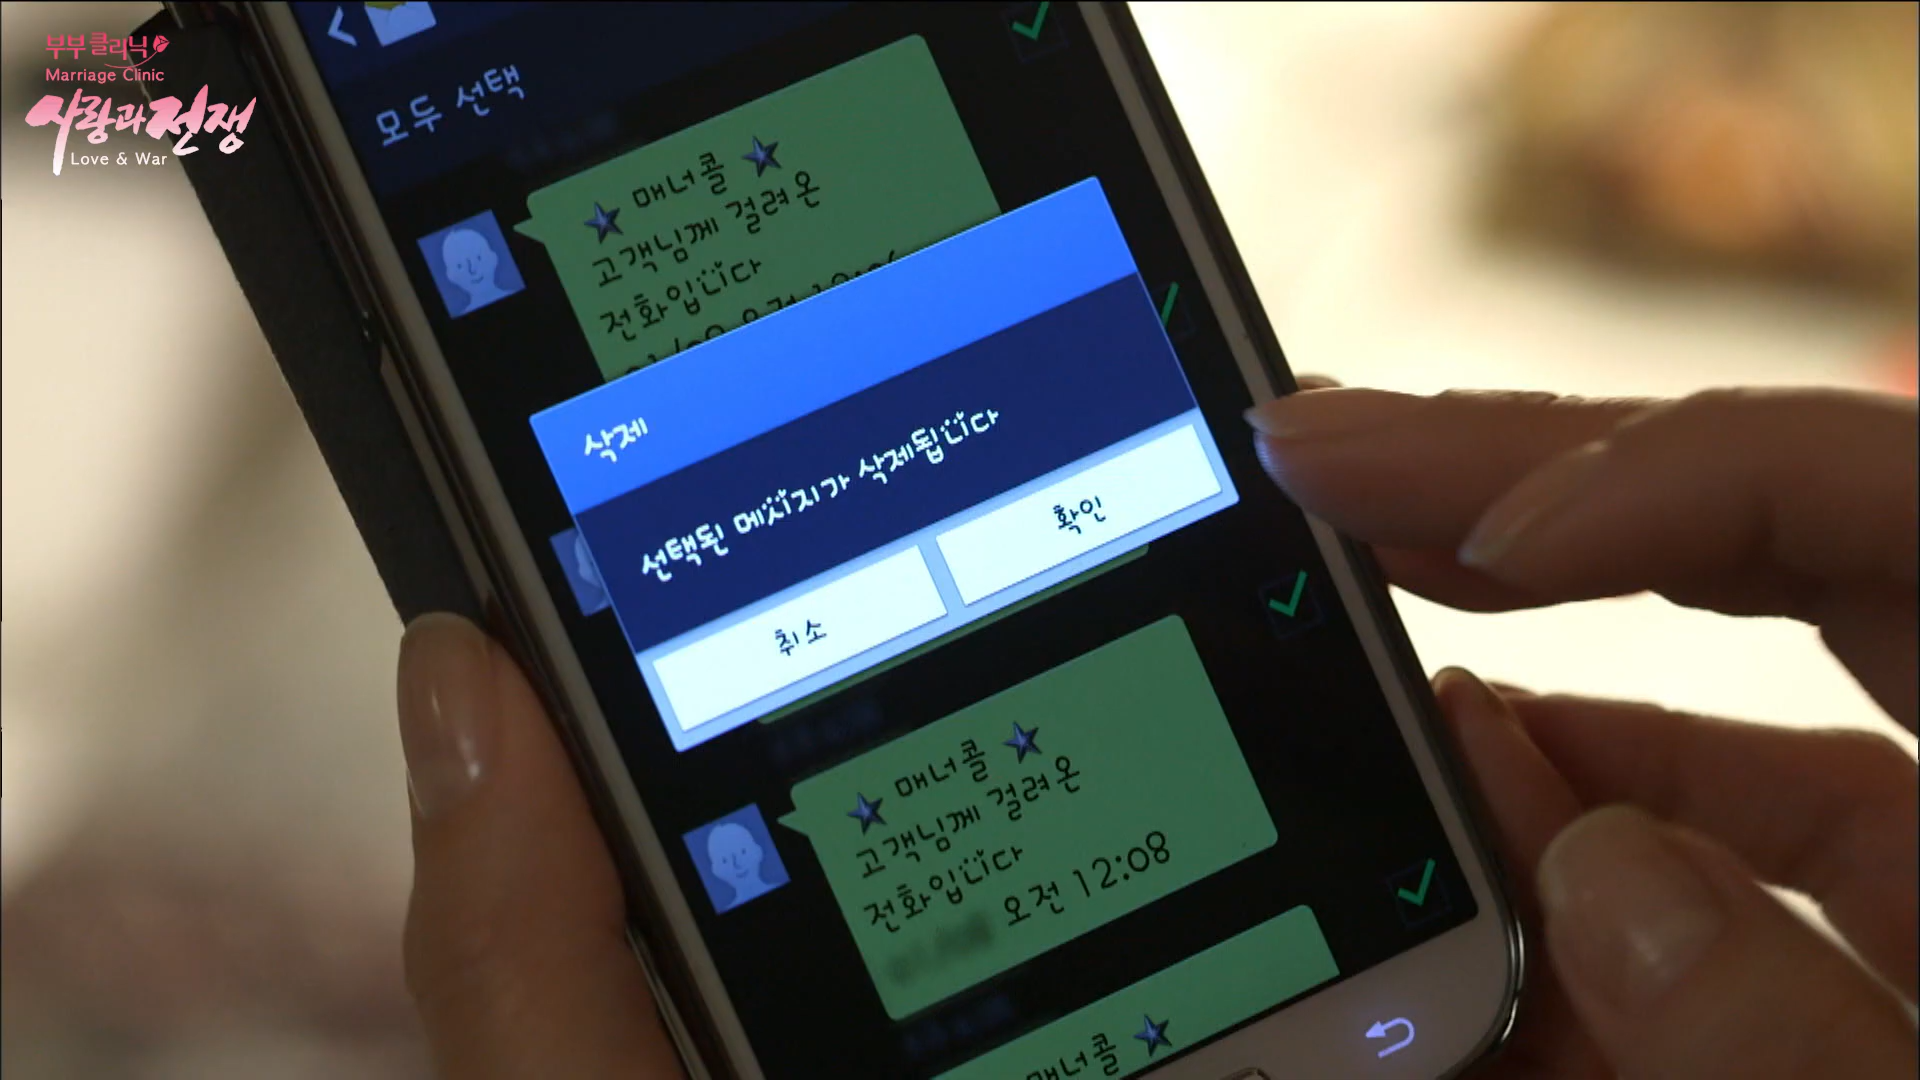 부부클리닉
Marriage Clinic
사랑과전쟁
Love & War
모두 선택
매너콜
고객님께 걸려온
전화입니다
삭제
선택된 메시지가 삭제됩니다
취소
확인
매너콜
고객님께 걸려온
전화입니다
오전 12:08
매너콜